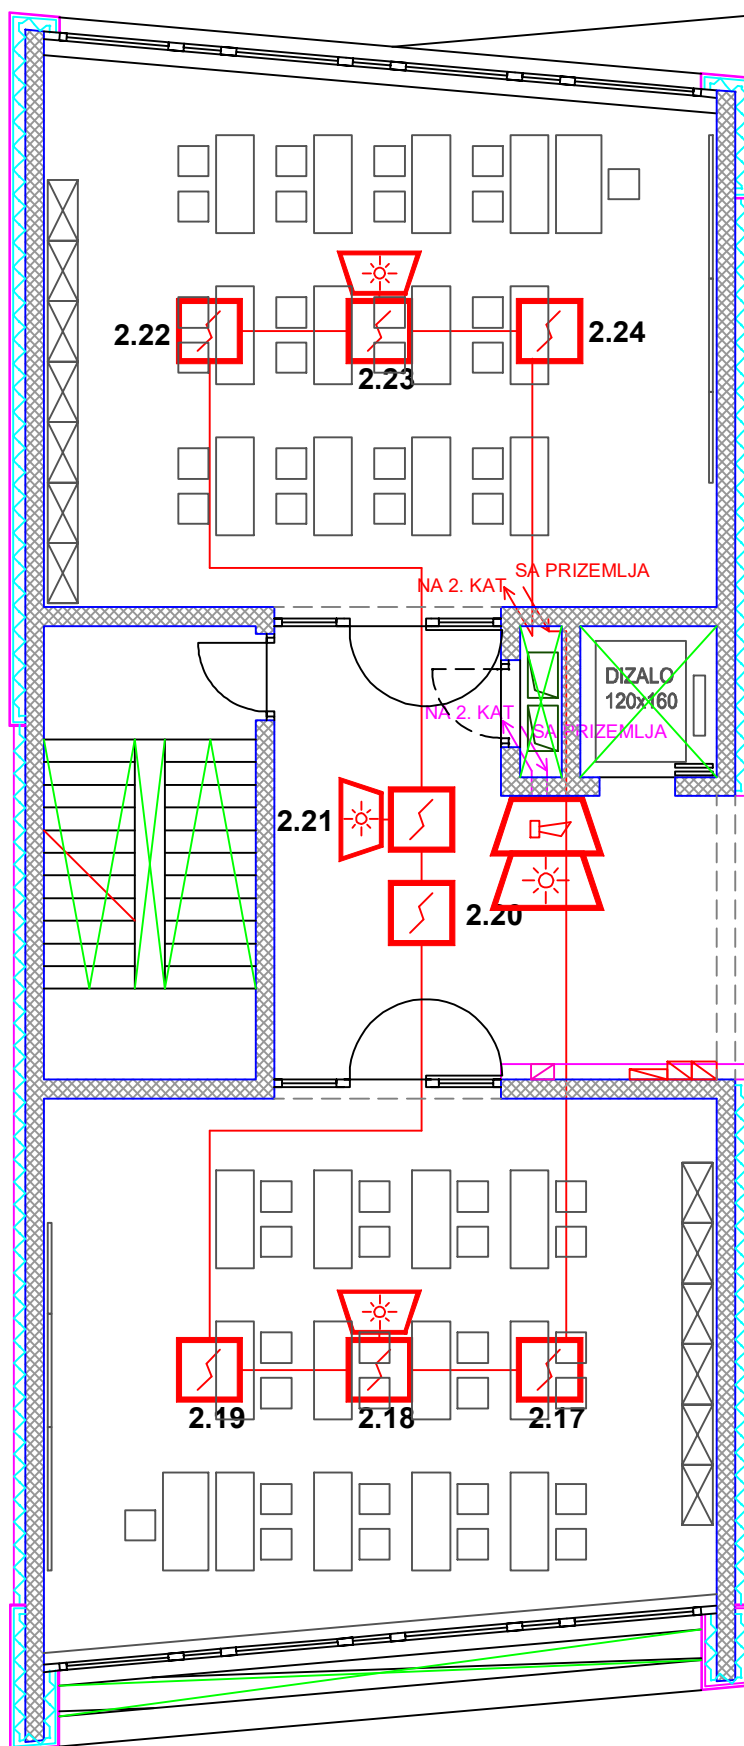 2.22
2.23
2.24
SA PRIZEMLJA
NA 2. KAT
DIZALO
120x160
NA 2. KAT
SA PRIZEMLJA
2.21
2.20
2.19
2.18
2.17